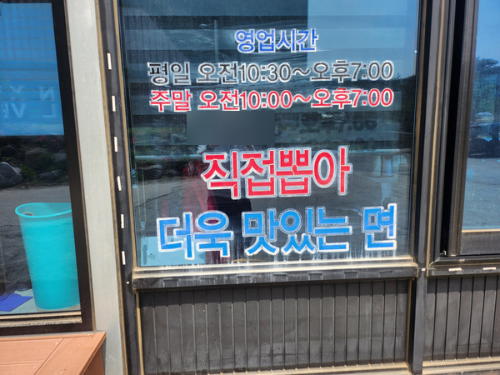 영업시간
평일 오전10:30~오후7:00
주말 오전10:00~오후7:00
직접뽑아
더욱 맛있는 면